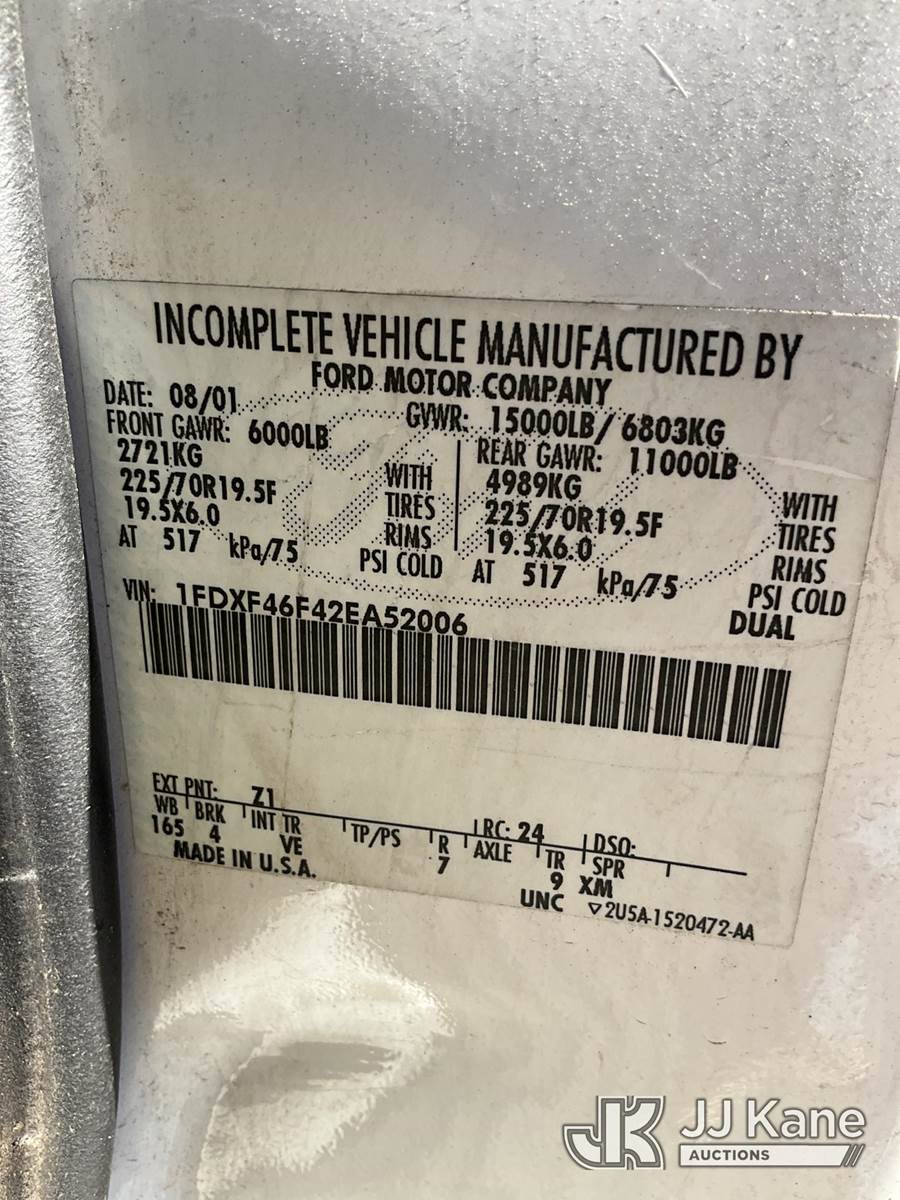 INCOMPLETE VEHICLE MANUFACTURED BY
FORD MOTOR COMPANY
DATE: 08/01 GVWR: 15000LB/ 6803KG
FRONT GAWR: 6000LB REAR GAWR: 11000LB
2721KG WITH 4989KG WITH
225/70R19.5F TIRES 225/70R19.5F TIRES
19.5X6.0 RIMS 19.5X6.0 RIMS
AT 517 kPa/75 PSI COLD AT 517 kPa/75 PSI COLD
DUAL
VIN: 1FDXF46F42EA52006
EXT PNT: Z1 RC: 24 DSO:
WB BRK INT TR TP/PS R AXLE TR SPR
165 4 VE 7 9 XM
MADE IN U.S.A. UNC 2U5A-1520472-AA
JK JJ Kane
AUCTIONS